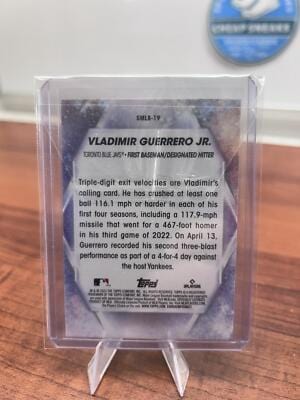 CHEAP SNEAKS
SMLB-19
VLADIMIR GUERRERO JR.
TORONTO BLUE JAYS® • FIRST BASEMAN/DESIGNATED HITTER
Triple-digit exit velocities are Vladimir's
calling card. He has crushed at least one
ball 116.1 mph or harder in each of his
first four seasons, including a 117.9-mph
missile that went for a 467-foot homer
in his third game of 2022. On April 13,
Guerrero recorded his second three-blast
performance as part of a 4-for-4 day against
the host Yankees.
Topps
PLAYERS